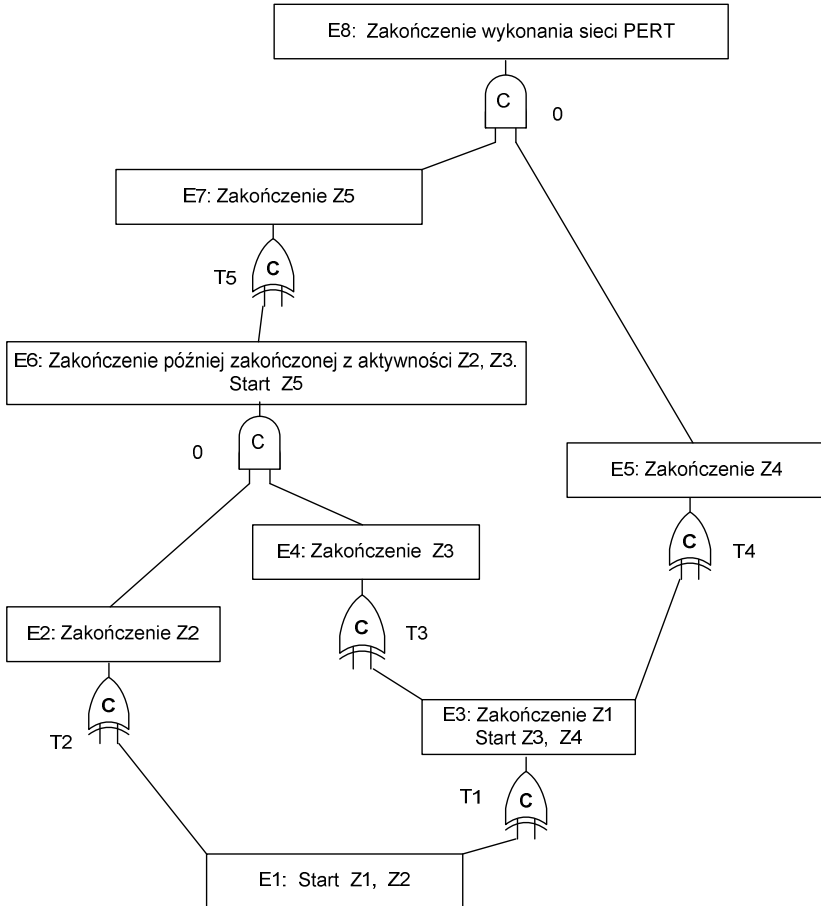 E8: Zakończenie wykonania sieci PERT
C
0
E7: Zakończenie Z5
T5
C
E6: Zakończenie później zakończonej z aktywności Z2, Z3.
Start Z5
0
C
E5: Zakończenie Z4
E4: Zakończenie Z3
C
T4
E2: Zakończenie Z2
C
T3
C
T2
E3: Zakończenie Z1
Start Z3, Z4
T1
C
E1: Start Z1, Z2